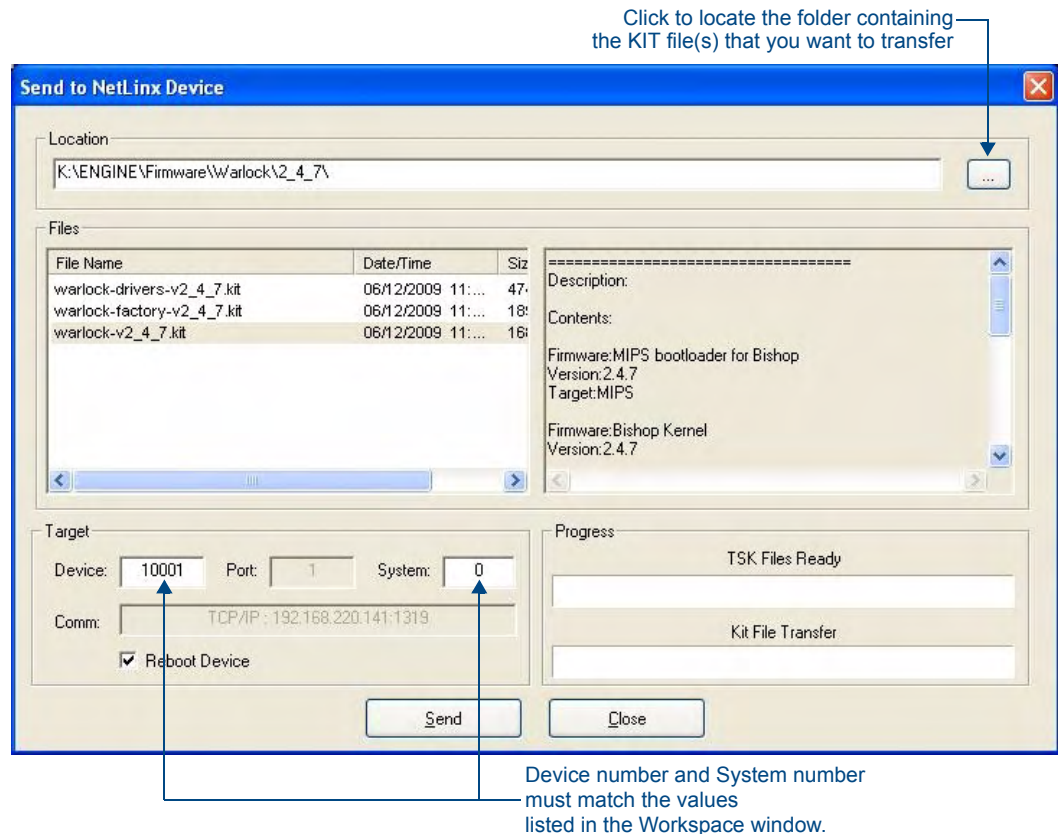 Click to locate the folder containing
the KIT file(s) that you want to transfer
Send to NetLinx Device
Location
K:\ENGINE\Firmware\Warlock\2_4_7\
...
Files
File Name Date/Time Siz
warlock-drivers-v2_4_7.kit 06/12/2009 11:...
warlock-factory-v2_4_7.kit 06/12/2009 11:...
warlock-v2_4_7.kit 06/12/2009 11:...
===================================
Description:
Contents:
Firmware:MIPS bootloader for Bishop
Version:2.4.7
Target:MIPS
Firmware:Bishop Kernel
Version:2.4.7
Target
Device: 10001 Port: 1 System: 0
Comm: TCP/IP : 192.168.220.141:1319
Reboot Device
Progress
TSK Files Ready
Kit File Transfer
Send Close
Device number and System number
must match the values
listed in the Workspace window.